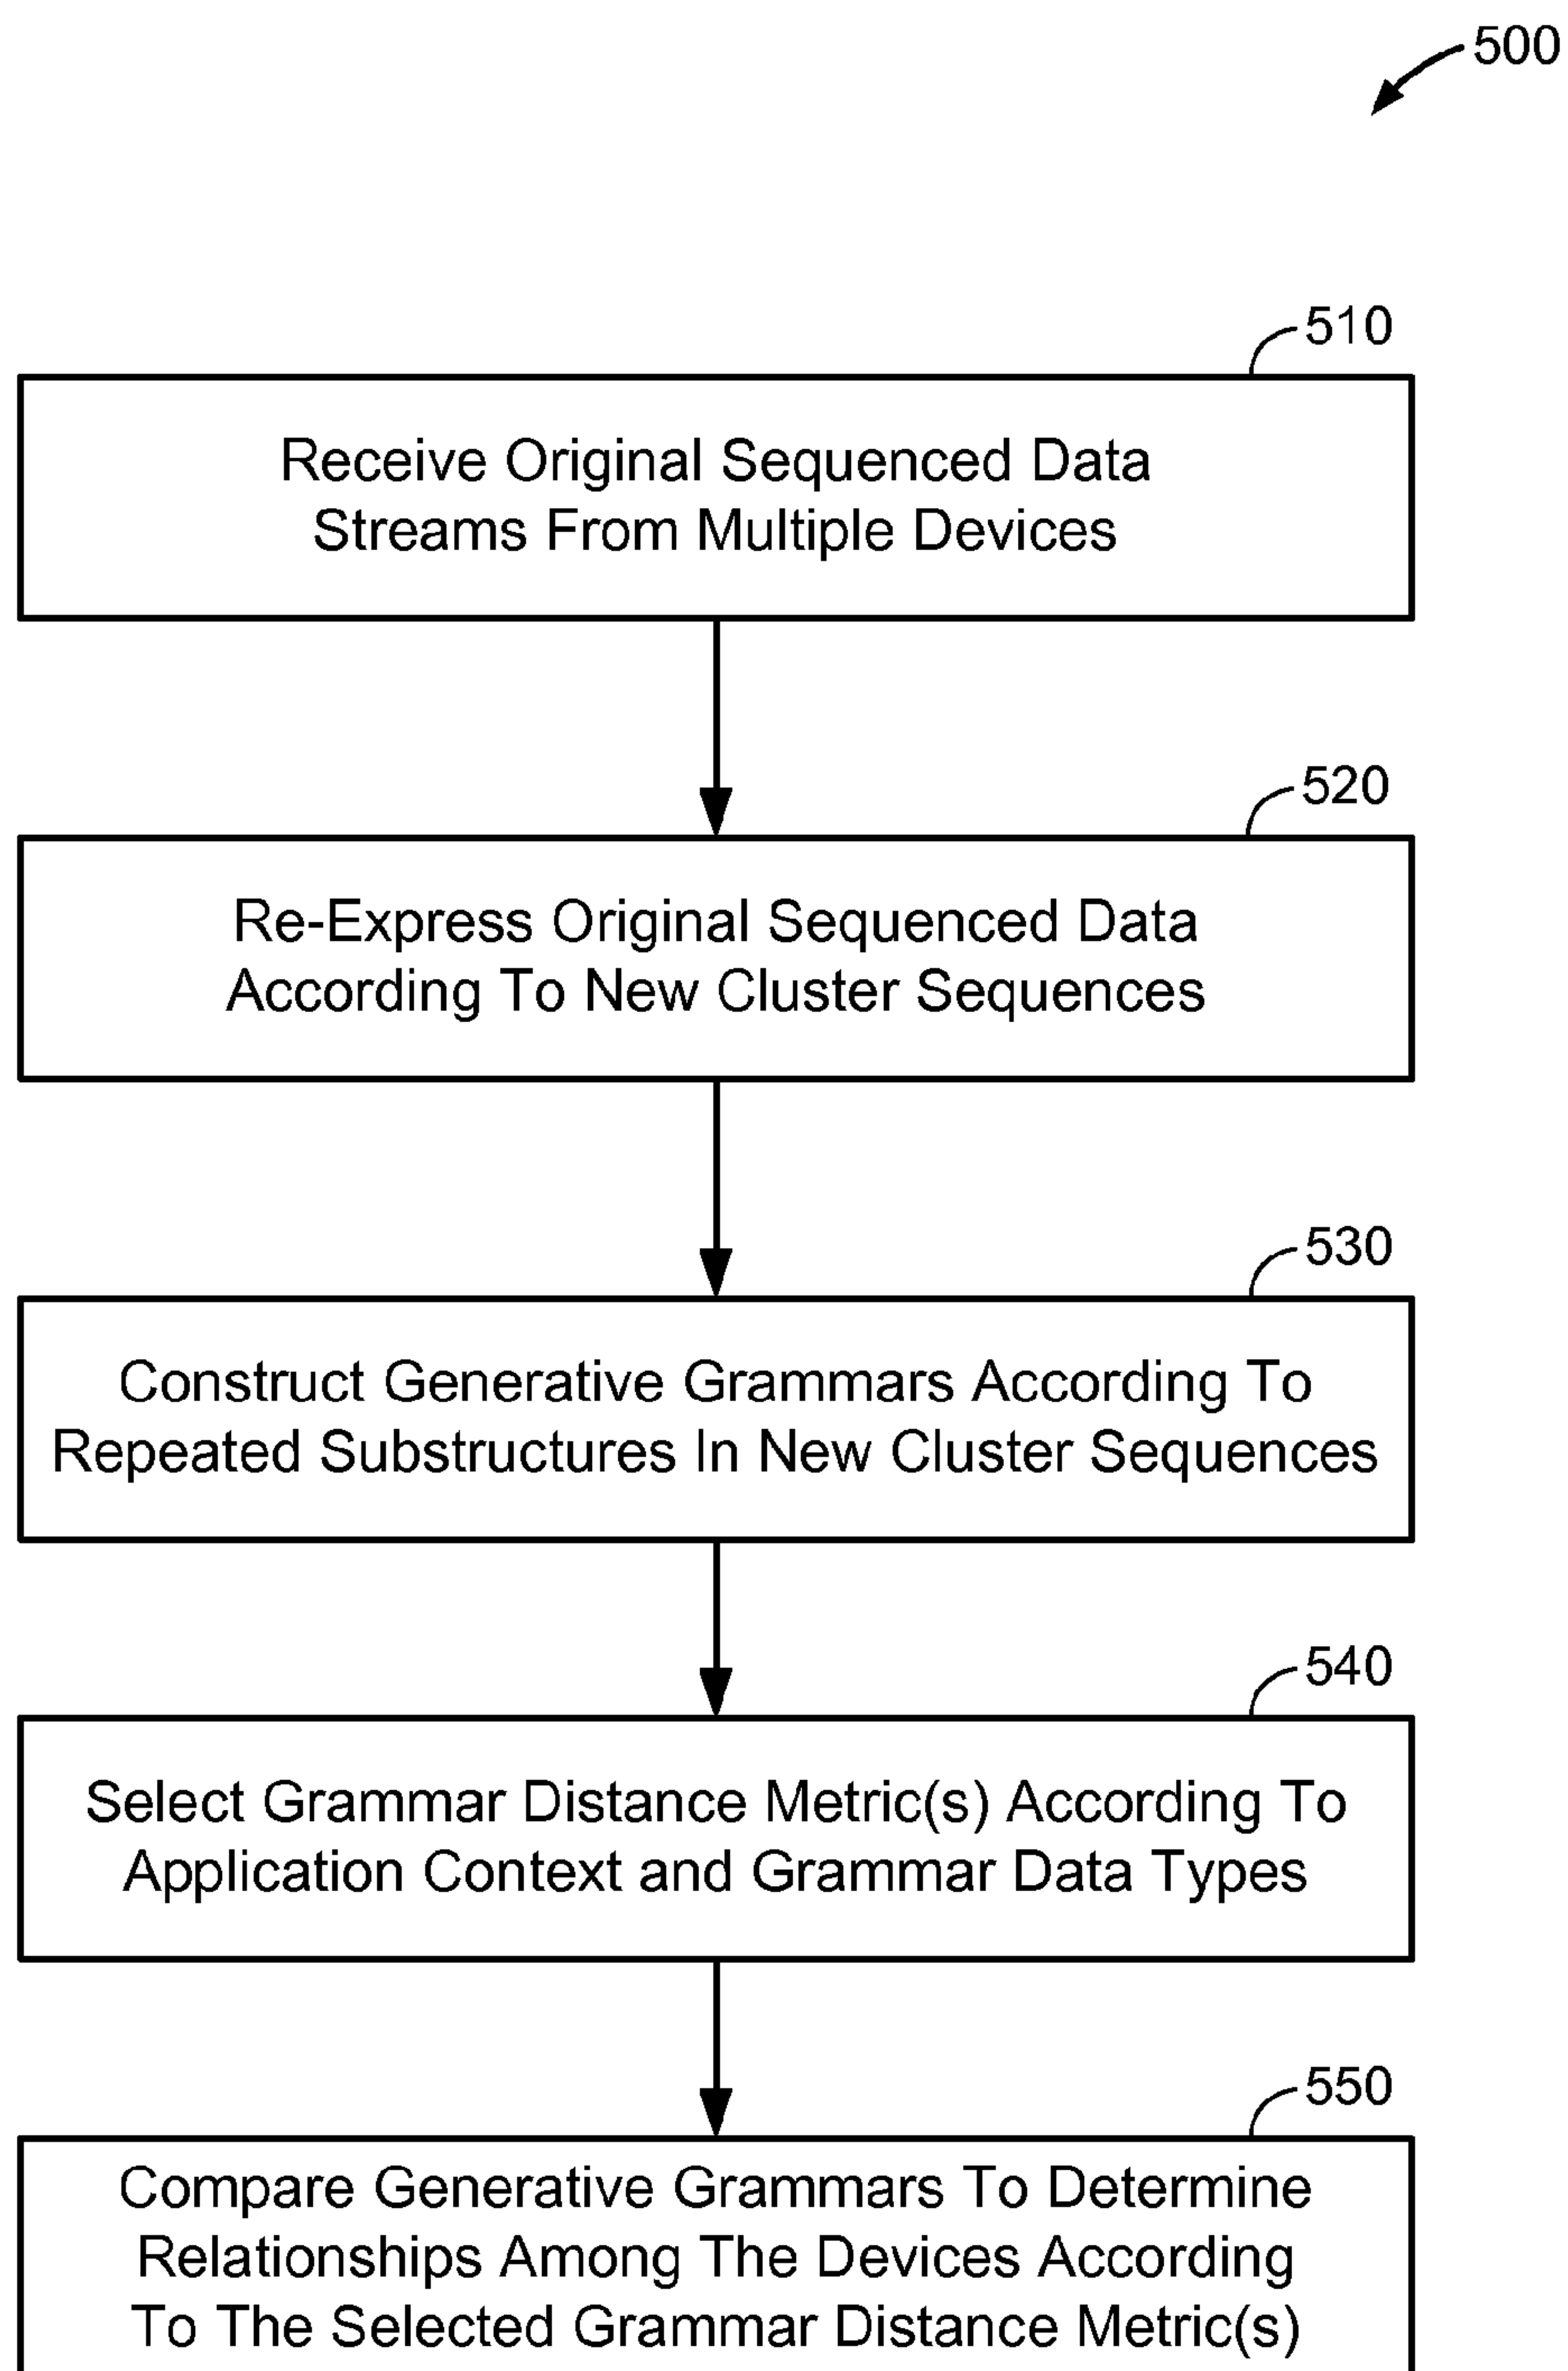 500
510
Receive Original Sequenced Data
Streams From Multiple Devices
520
Re-Express Original Sequenced Data
According To New Cluster Sequences
530
Construct Generative Grammars According To
Repeated Substructures In New Cluster Sequences
540
Select Grammar Distance Metric(s) According To
Application Context and Grammar Data Types
550
Compare Generative Grammars To Determine
Relationships Among The Devices According
To The Selected Grammar Distance Metric(s)